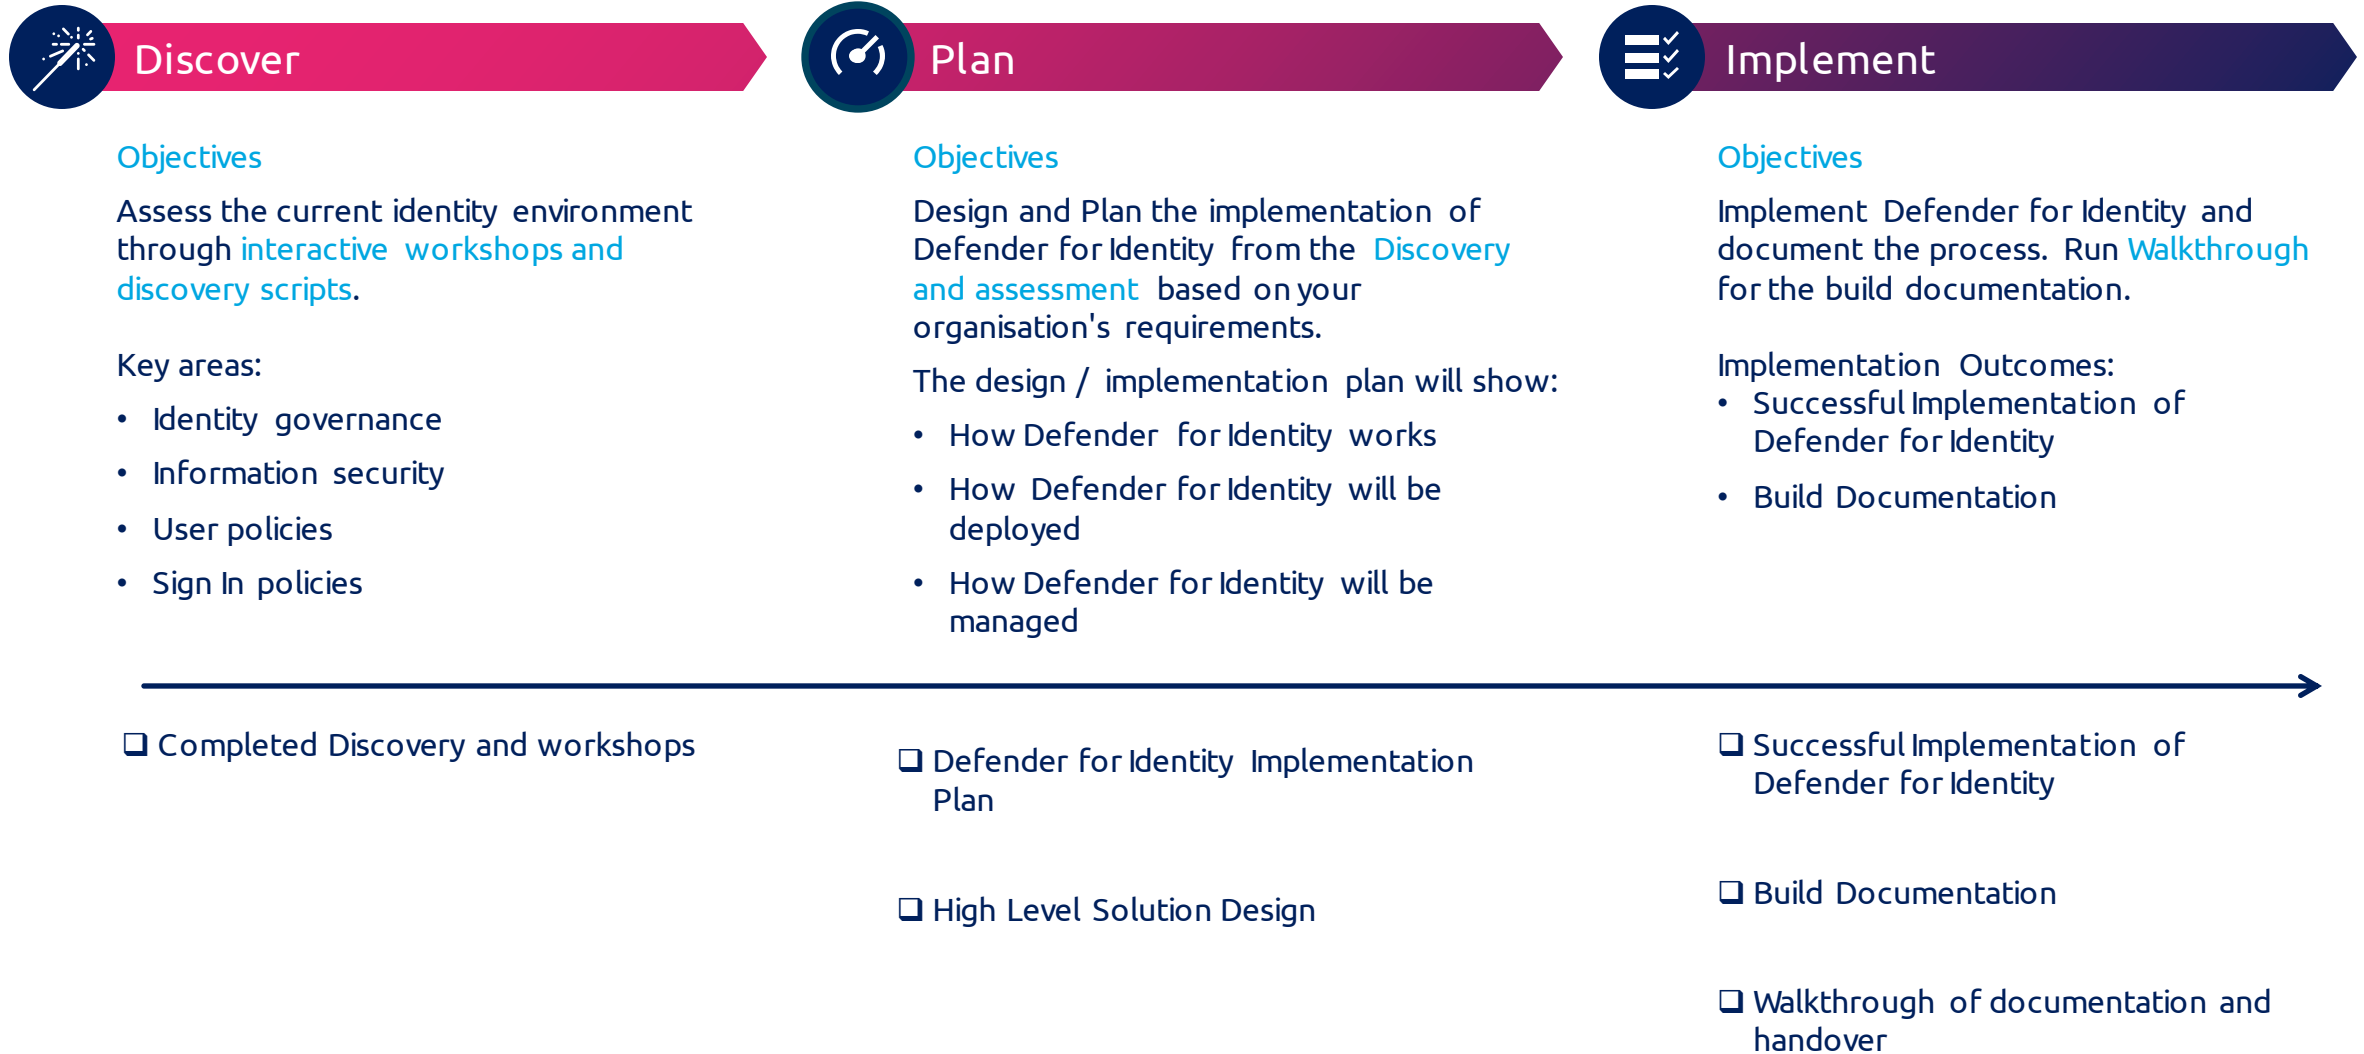 Discover
Objectives
Assess the current identity environment
through interactive workshops and
discovery scripts.
Key areas:
• Identity governance
• Information security
• User policies
• Sign In policies
Plan
Objectives
Design and Plan the implementation of
Defender for Identity from the Discovery
and assessment based on your
organisation's requirements.
The design / implementation plan will show:
• How Defender for Identity works
• How Defender for Identity will be
deployed
• How Defender for Identity will be
managed
Implement
Objectives
Implement Defender for Identity and
document the process. Run Walkthrough
for the build documentation.
Implementation Outcomes:
• Successful Implementation of
Defender for Identity
• Build Documentation
❑ Completed Discovery and workshops
❑ Defender for Identity Implementation
Plan
❑ High Level Solution Design
❑ Successful Implementation of
Defender for Identity
❑ Build Documentation
❑ Walkthrough of documentation and
handover